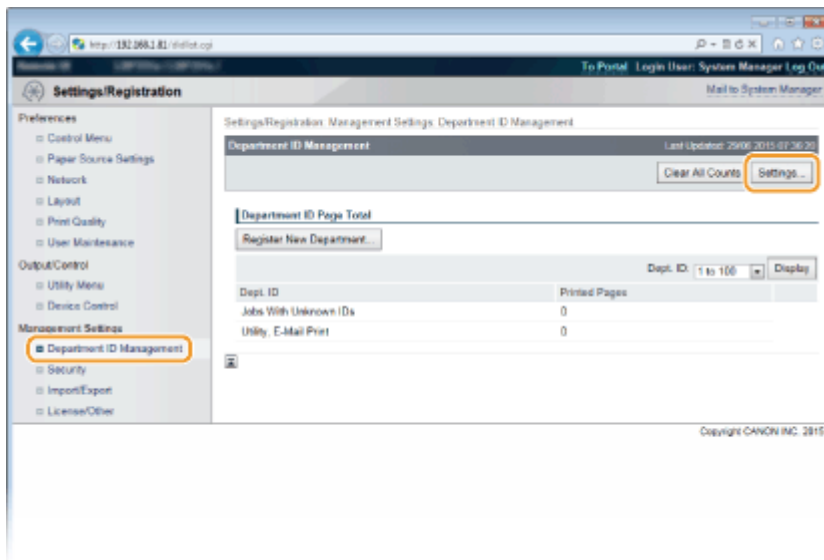 http://192.168.1.81/didlist.cgi
To Portal Login User: System Manager Log Ou
Settings/Registration
Mail to System Manager
Preferences
Control Menu
Paper Source Settings
Network
Layout
Print Quality
User Maintenance
Output/Control
Utility Menu
Device Control
Management Settings
Department ID Management
Security
Import/Export
License/Other
Settings/Registration: Management Settings: Department ID Management
Department ID Management
Last Updated: 29/06 2015 07:36:20
Clear All Counts
Settings...
Department ID Page Total
Register New Department...
Dept. ID: 1 to 100 Display
Dept. ID Printed Pages
Jobs With Unknown IDs 0
Utility, E-Mail Print 0
Copyright CANON INC. 2015